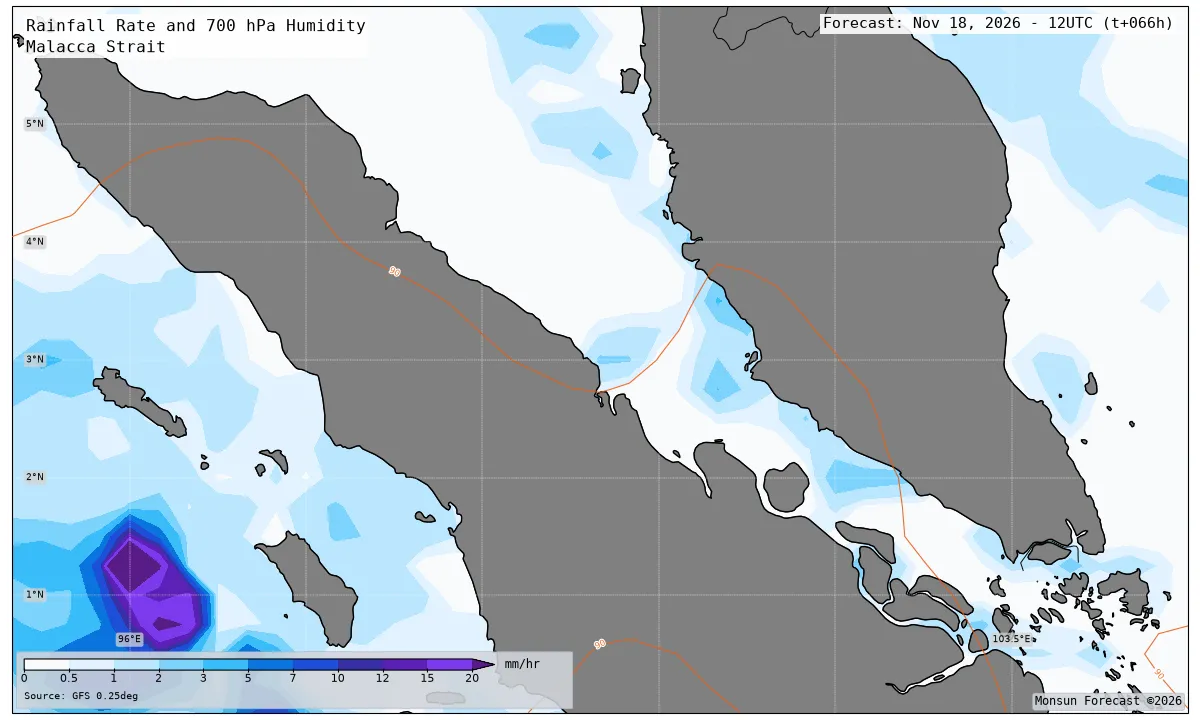 Rainfall Rate and 700 hPa Humidity
Malacca Strait
Forecast: Nov 18, 2026 - 12UTC (t+066h)
5°N
4°N
90
3°N
2°N
1°N
96°E
103.5°E
90
90
mm/hr
0 0.5 1 2 3 5 7 10 12 15 20
Source: GFS 0.25deg
Monsun Forecast ©2026